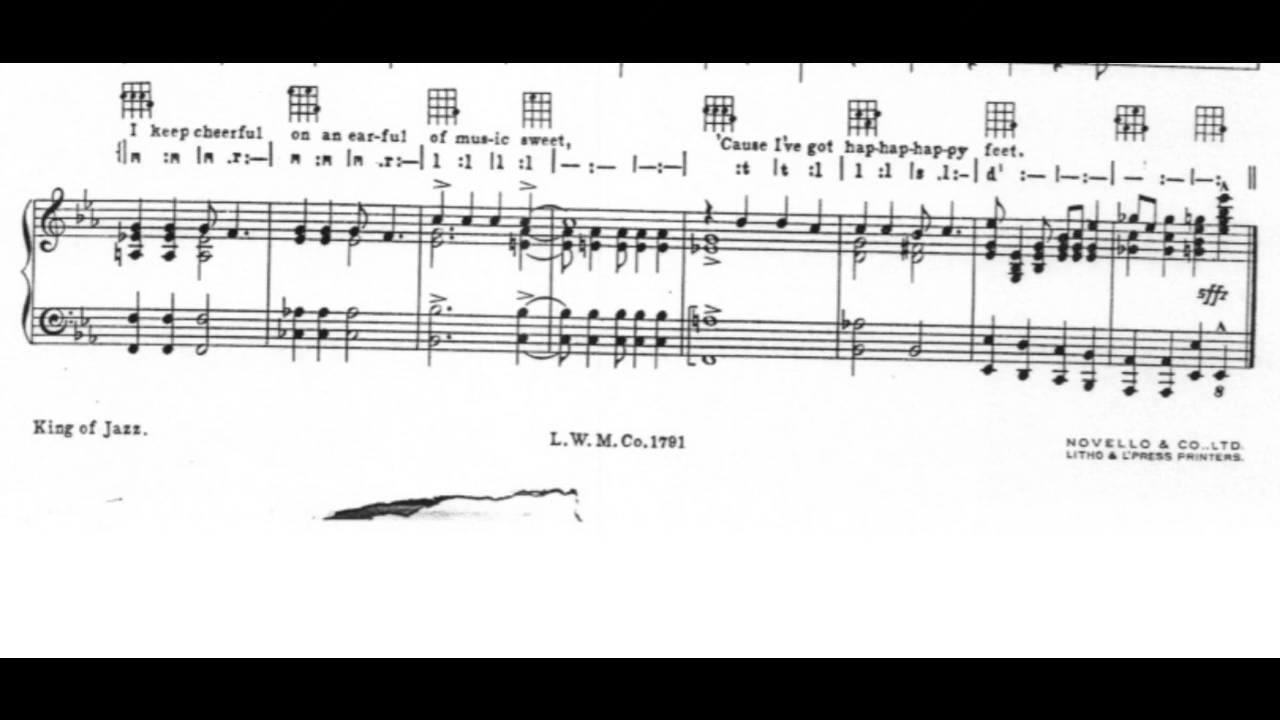 I keep cheerful on an ear-ful of mus-ic sweet, 'Cause I've got hap-hap-hap-py feet.
{| m :m |m .r:—| m :m |m .r:—| l :l |l :l |— :— |—:—| :t |t :l | l :l |s .l:–| d' :— |—:—| — :— |—:
sffz
8
King of Jazz.
L. W. M. Co. 1791
NOVELLO & CO., LTD.
LITHO & L'PRESS PRINTERS.